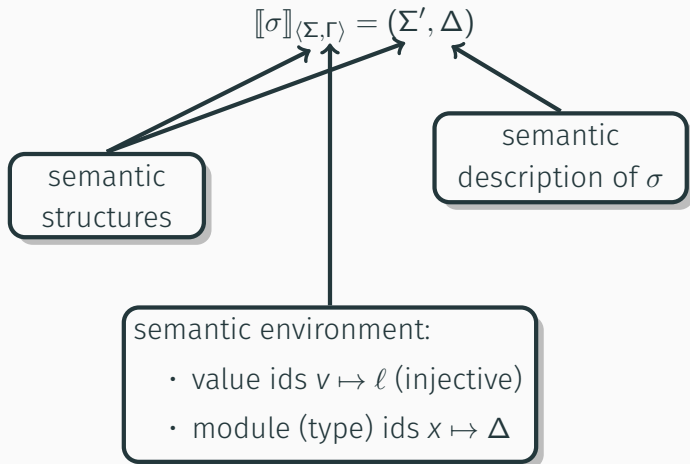 ⟦σ⟧⟨Σ,Γ⟩ = (Σ′, Δ)
semantic
structures
semantic
description of σ
semantic environment:
· value ids v ↦ ℓ (injective)
· module (type) ids x ↦ Δ